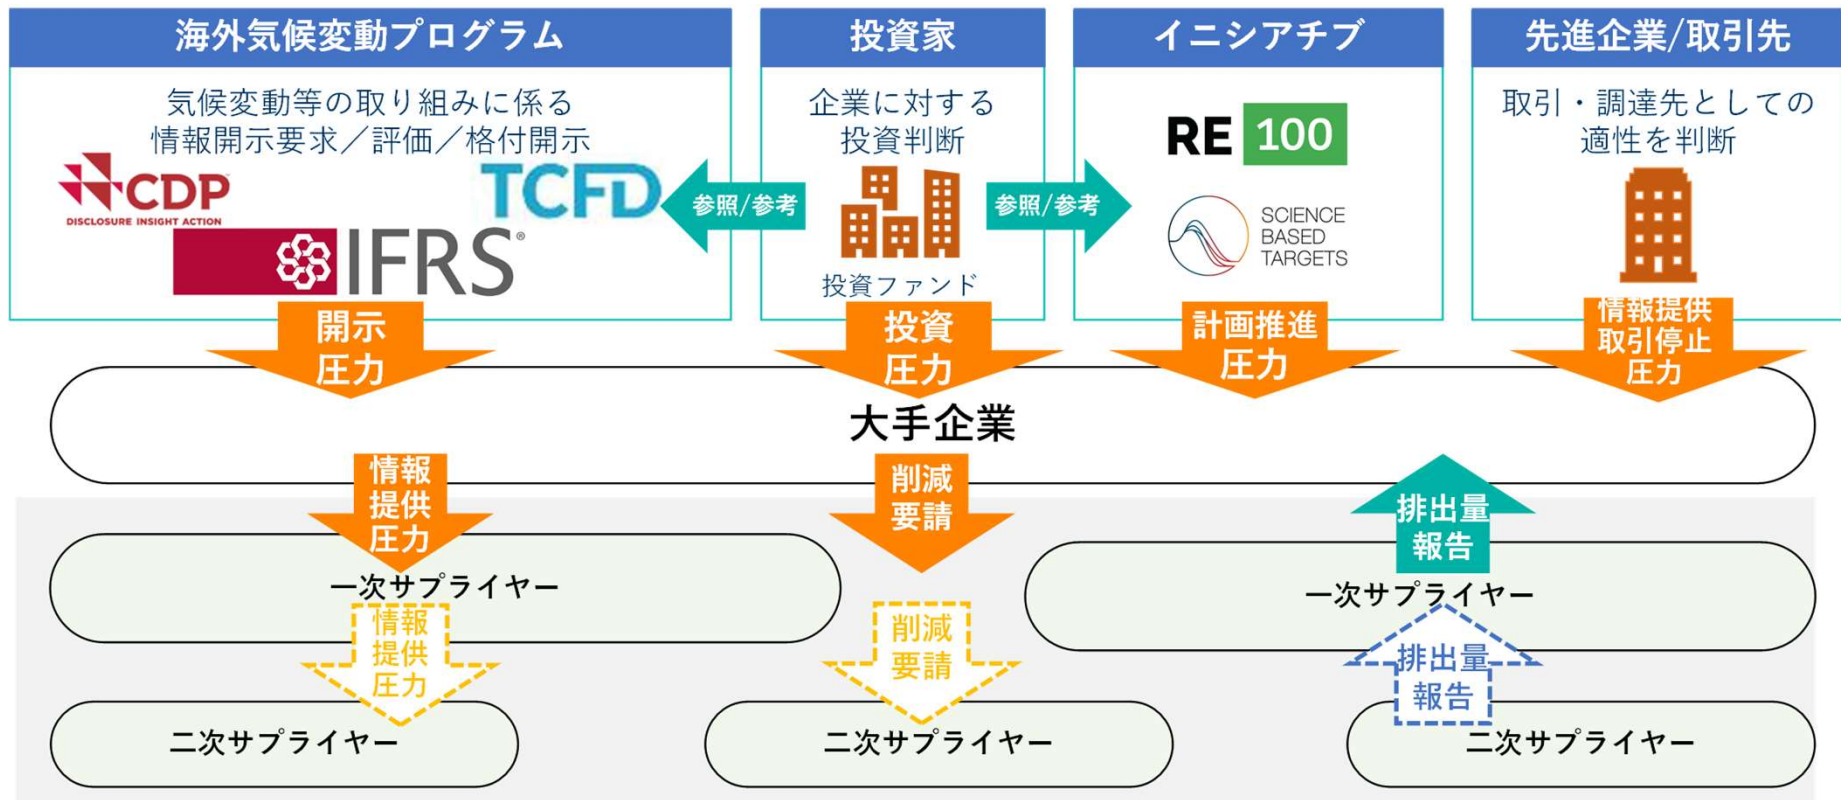 海外気候変動プログラム
気候変動等の取り組みに係る
情報開示要求／評価／格付開示
CDP
DISCLOSURE INSIGHT ACTION
TCFD
IFRS®
参照/参考
投資家
企業に対する
投資判断
投資ファンド
参照/参考
イニシアチブ
RE 100
SCIENCE
BASED
TARGETS
先進企業/取引先
取引・調達先としての
適性を判断
開示
圧力
投資
圧力
計画推進
圧力
情報提供
取引停止
圧力
大手企業
情報
提供
圧力
削減
要請
排出量
報告
一次サプライヤー
一次サプライヤー
情報
提供
圧力
削減
要請
排出量
報告
二次サプライヤー
二次サプライヤー
二次サプライヤー